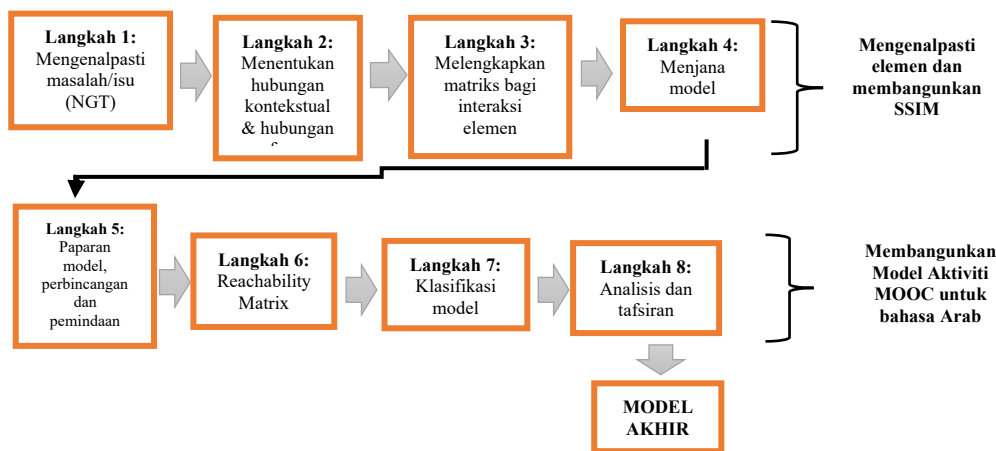 Langkah 1:
Mengenalpasti
masalah/isu
(NGT)
Langkah 2:
Menentukan
hubungan
kontekstual
& hubungan
Langkah 3:
Melengkapkan
matriks bagi
interaksi
elemen
Langkah 4:
Menjana
model
Mengenalpasti
elemen dan
membangunkan
SSIM
Langkah 5:
Paparan
model,
perbincangan
dan
pemindaan
Langkah 6:
Reachability
Matrix
Langkah 7:
Klasifikasi
model
Langkah 8:
Analisis dan
tafsiran
Membangunkan
Model Aktiviti
MOOC untuk
bahasa Arab
MODEL
AKHIR